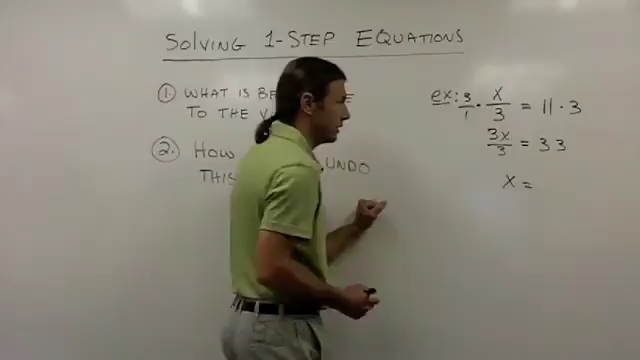 SOLVING 1-STEP EQUATIONS
1. WHAT IS BE
TO THE V
2. HOW UNDO
THIS
ex: 3/1 · x/3 = 11 · 3
3x/3 = 33
x =